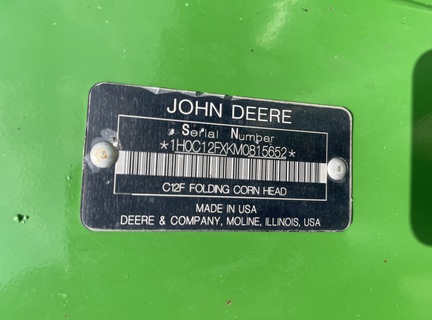 JOHN DEERE
Serial Number
*1H0C12FXKM0815652*
C12F FOLDING CORN HEAD
MADE IN USA
DEERE & COMPANY, MOLINE, ILLINOIS, USA